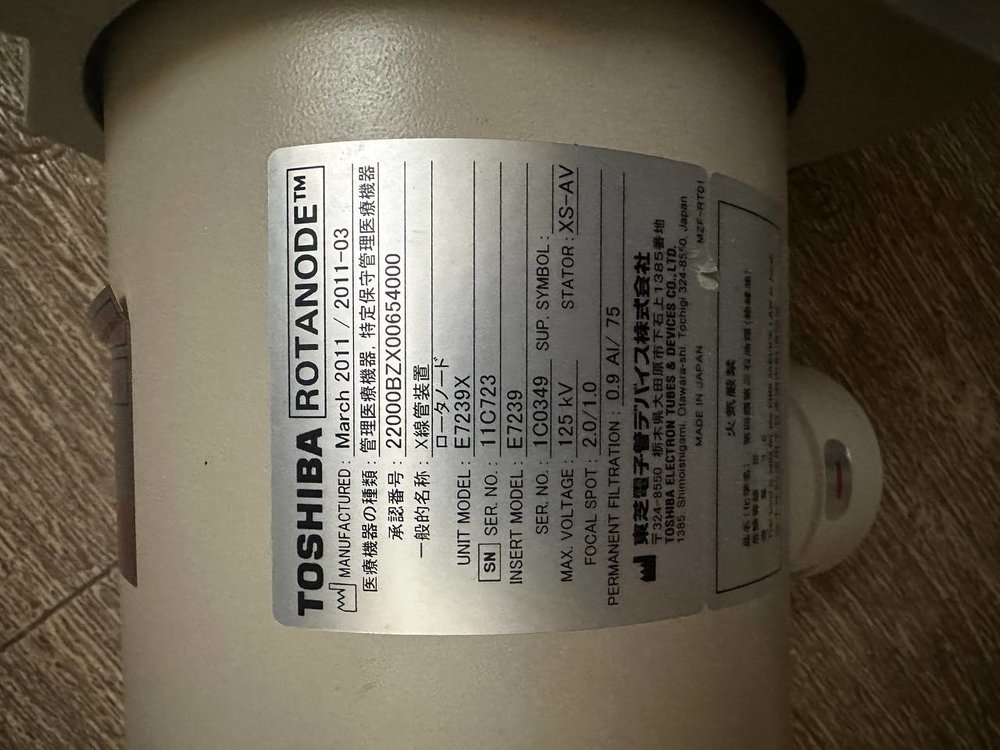 TOSHIBA ROTANODE™
MANUFACTURED: March 2011 / 2011-03
医療機器の種類: 管理医療機器, 特定保守管理医療機器
承認番号: 22000BZX00654000
一般的名称: X線管装置
ロータノード
UNIT MODEL: E7239X
SN SER. NO.: 11C723
INSERT MODEL: E7239
SER. NO.: 1C0349 SUP. SYMBOL:
MAX. VOLTAGE: 125 kV STATOR: XS-AV
FOCAL SPOT: 2.0/1.0
PERMANENT FILTRATION: 0.9 Al/ 75
東芝電子管デバイス株式会社
〒324-8550 栃木県大田原市下石上1385番地
TOSHIBA ELECTRON TUBES & DEVICES CO., LTD.
1385, Shimoishigami, Otawara-shi, Tochigi 324-8550, Japan
MADE IN JAPAN MZF-RT01
火気厳禁